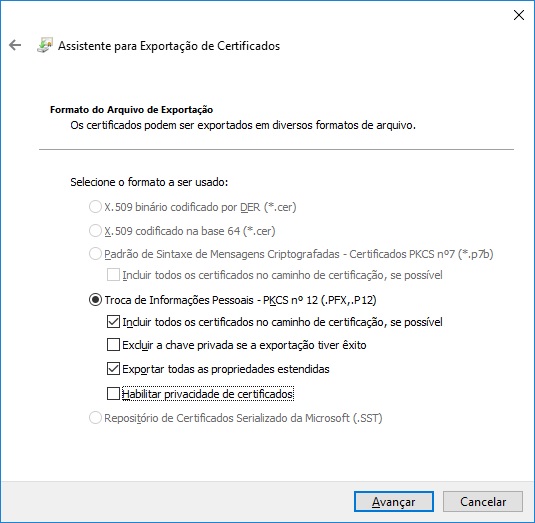 Assistente para Exportação de Certificados
Formato do Arquivo de Exportação
Os certificados podem ser exportados em diversos formatos de arquivo.
Selecione o formato a ser usado:
X.509 binário codificado por DER (*.cer)
X.509 codificado na base 64 (*.cer)
Padrão de Sintaxe de Mensagens Criptografadas - Certificados PKCS nº7 (*.p7b)
Incluir todos os certificados no caminho de certificação, se possível
Troca de Informações Pessoais - PKCS nº 12 (.PFX,.P12)
Incluir todos os certificados no caminho de certificação, se possível
Excluir a chave privada se a exportação tiver êxito
Exportar todas as propriedades estendidas
Habilitar privacidade de certificados
Repositório de Certificados Serializado da Microsoft (.SST)
Avançar
Cancelar